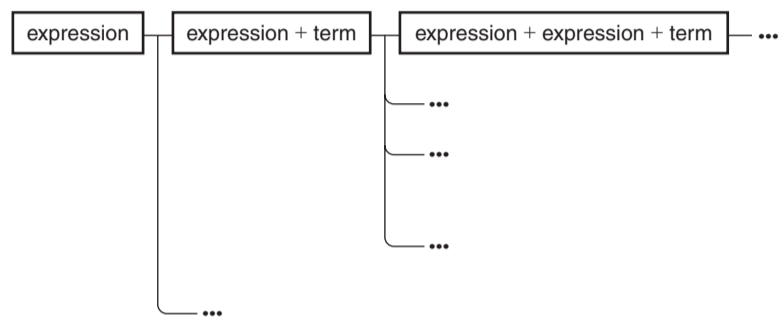 expression
expression + term
expression + expression + term
...
...
...
...
...